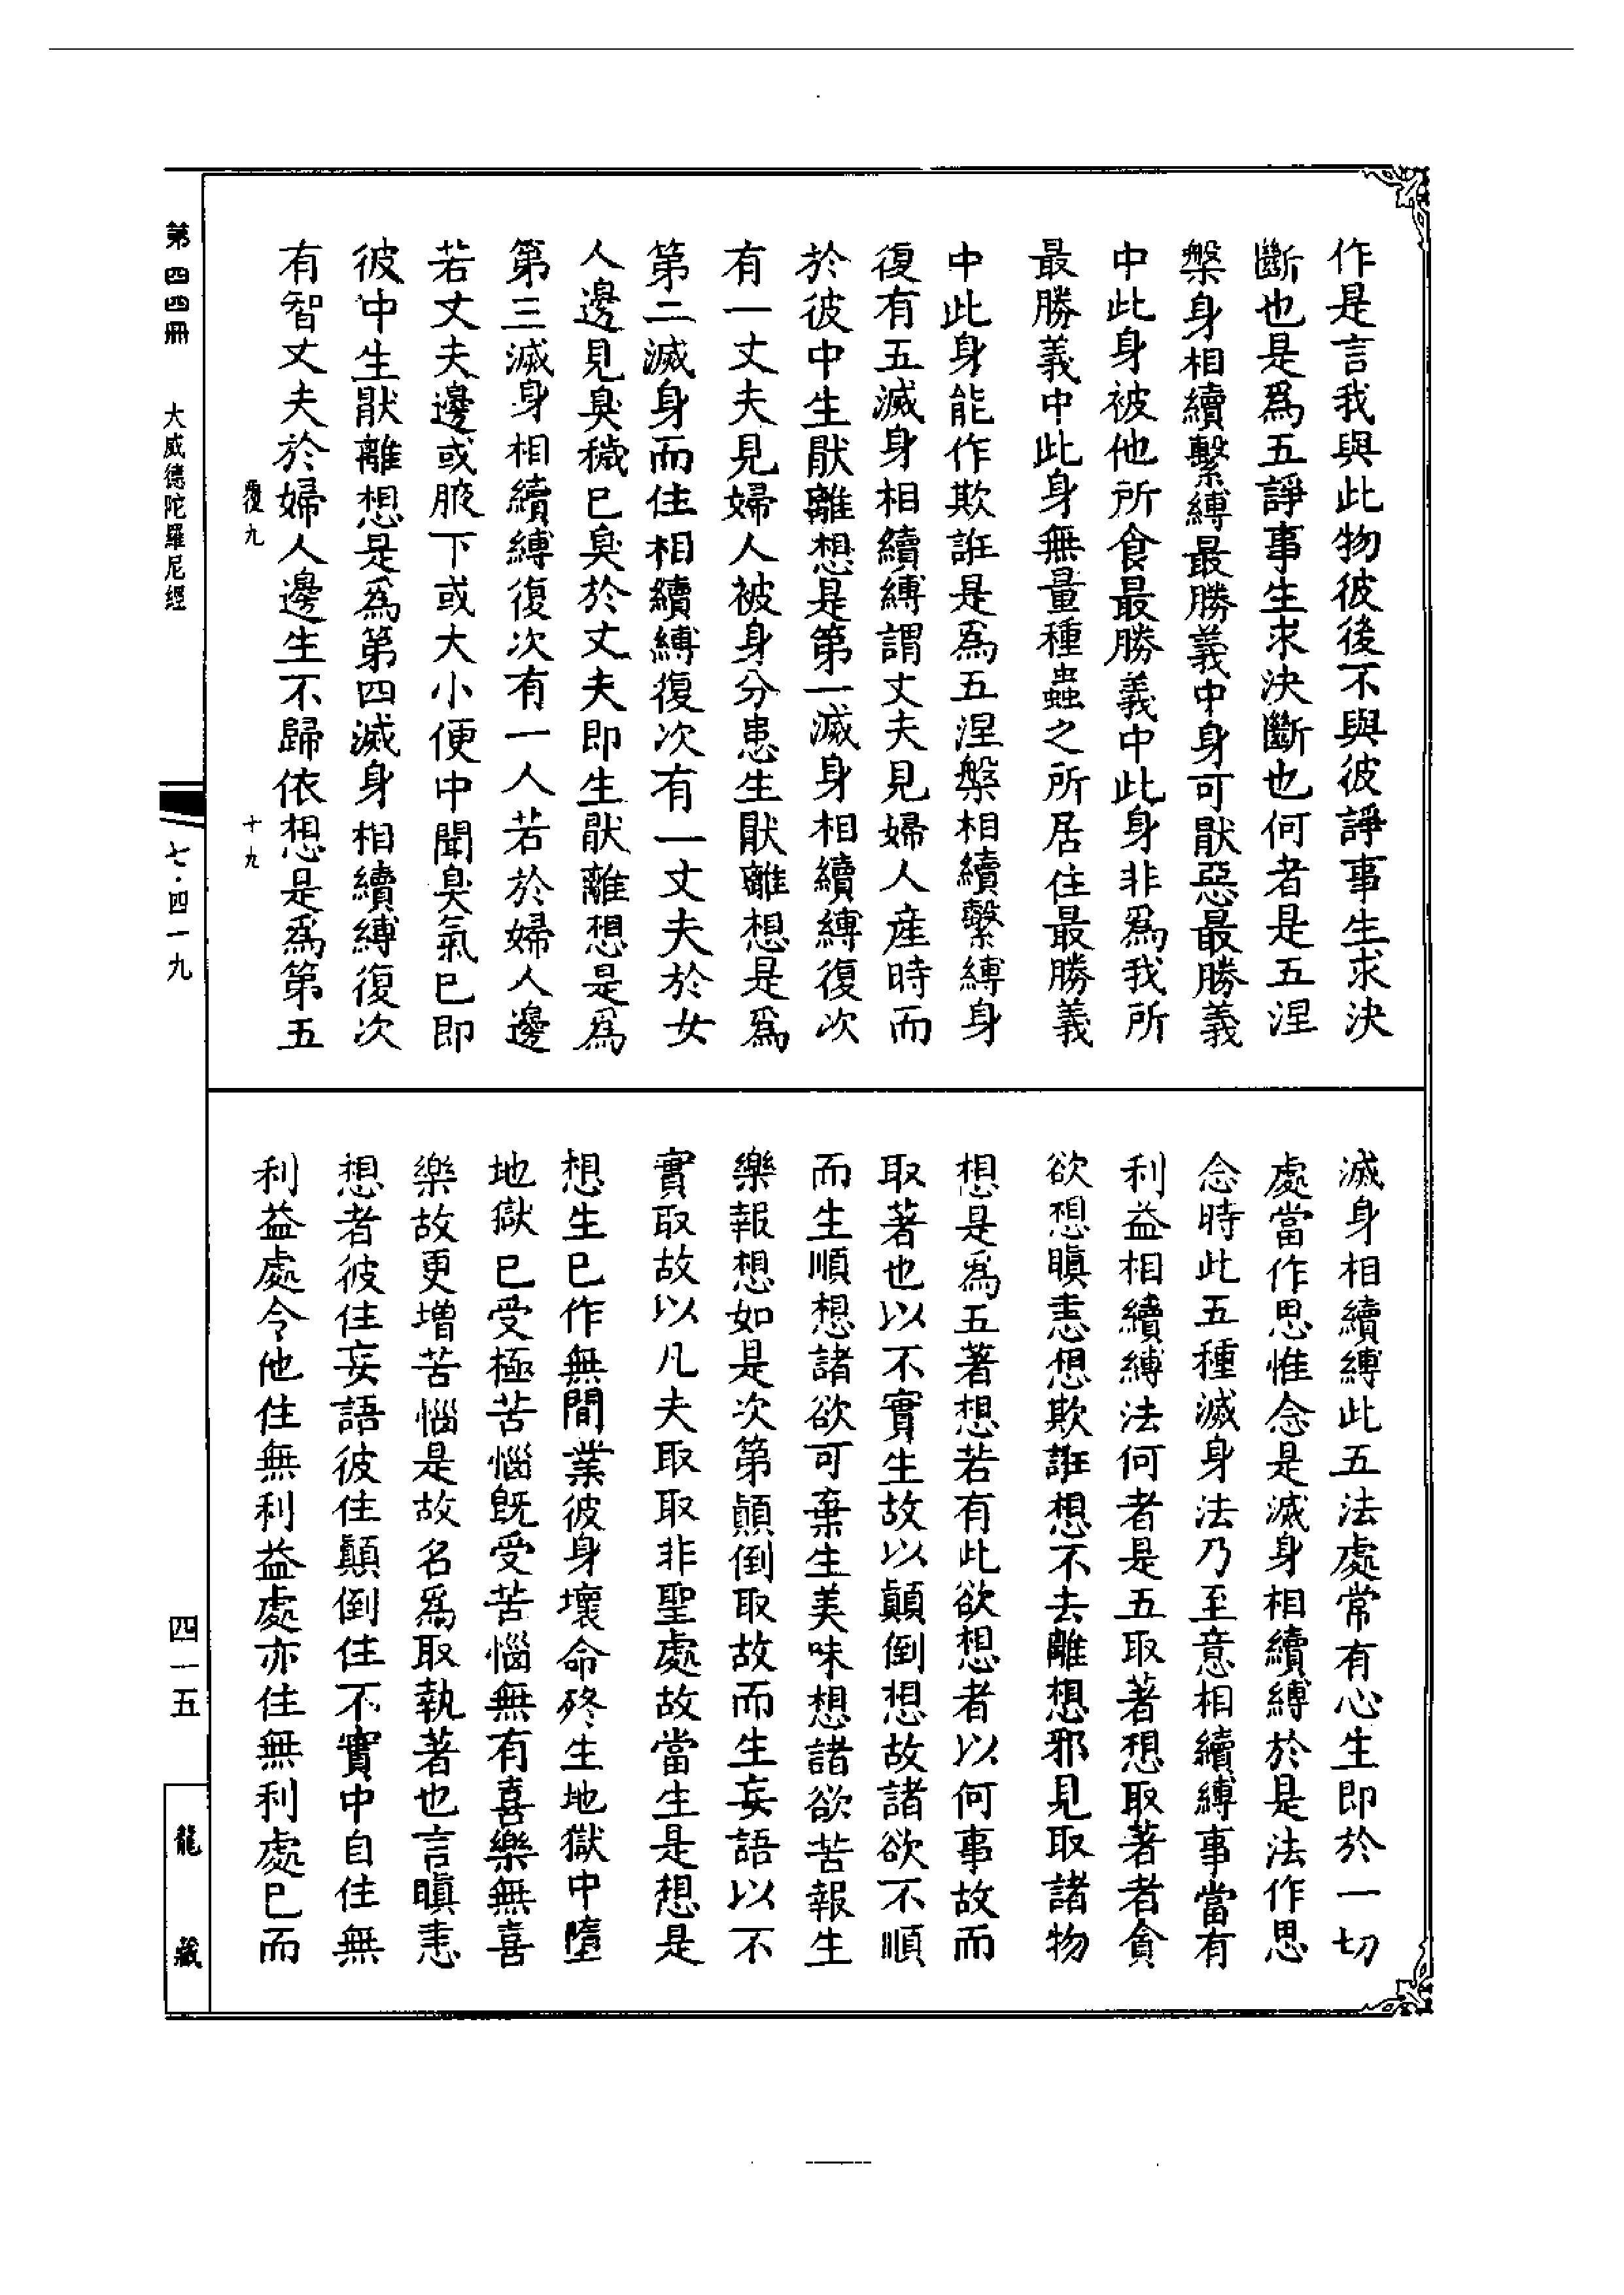 作是言我與此物彼後不與彼諍事生求決
斷也是爲五諍事生求決斷也何者是五涅
槃身相續繫縛最勝義中身可猒惡最勝義
中此身被他所食最勝義中此身非爲我所
最勝義中此身無量種蟲之所居住最勝義
中此身能作欺誑是爲五涅槃相續繫縛身
復有五滅身相續縛謂丈夫見婦人產時而
於彼中生猒離想是第一滅身相續縛復次
有一丈夫見婦人被身分患生猒離想是爲
第二滅身而住相續縛復次有一丈夫於女
人邊見臭穢已臭於丈夫即生猒離想是爲
第三滅身相續縛復次有一人若於婦人邊
若丈夫邊或腋下或大小便中聞臭氣已即
彼中生猒離想是爲第四滅身相續縛復次
有智丈夫於婦人邊生不歸依想是爲第五
覆九
十九
滅身相續縛此五法處常有心生即於一切
處當作思惟念是滅身相續縛於是法作思
念時此五種滅身法乃至意相續縛事當有
利益相續縛法何者是五取著想取著者貪
欲想瞋恚想欺誑想不去離想邪見取諸物
想是爲五著想若有此欲想者以何事故而
取著也以不實生故以顛倒想故諸欲不順
而生順想諸欲可棄生美味想諸欲苦報生
樂報想如是次第顛倒取故而生妄語以不
實取故以凡夫取取非聖處故當生是想是
想生已作無間業彼身壞命終生地獄中墮
地獄已受極苦惱旣受苦惱無有喜樂無喜
樂故更增苦惱是故名爲取執著也言瞋恚
想者彼住妄語彼住顛倒住不實中自住無
利益處令他住無利益處亦住無利處已而
第四四冊
大威德陀羅尼經
七·四一九
四一五
龍藏